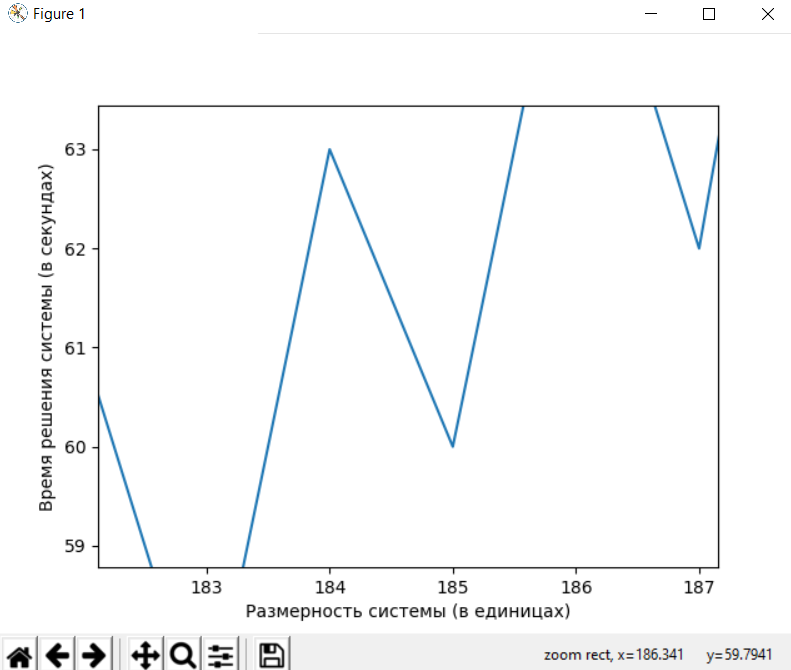 Figure 1
Время решения системы (в секундах)
63
62
61
60
59
183 184 185 186 187
Размерность системы (в единицах)
zoom rect, x=186.341 y=59.7941